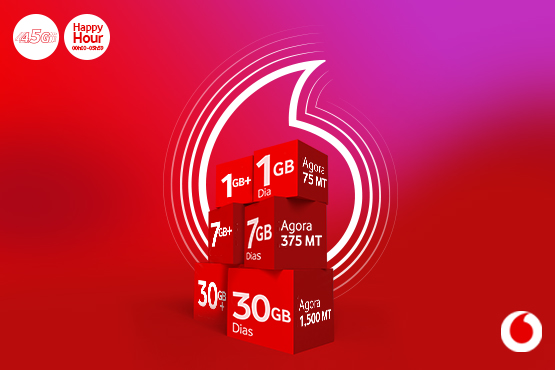 4.5G
Happy
Hour
00h00-05h59
1GB+
1GB
Dia
Agora
75 MT
7GB+
7GB
Dias
Agora
375 MT
30GB
+
30GB
Dias
Agora
1.500 MT